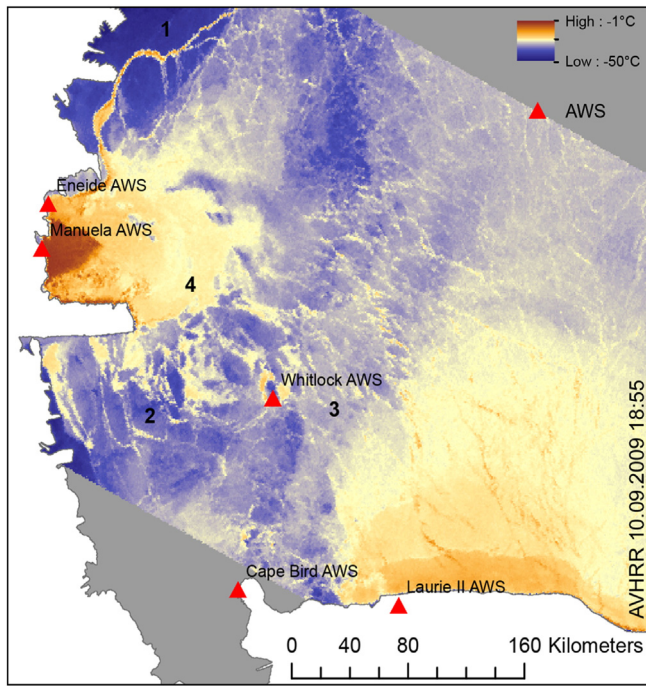 1
High : -1°C
Low : -50°C
AWS
Eneide AWS
Manuela AWS
4
Whitlock AWS
2
3
Cape Bird AWS
Laurie II AWS
0 40 80 160 Kilometers
AVHRR 10.09.2009 18:55